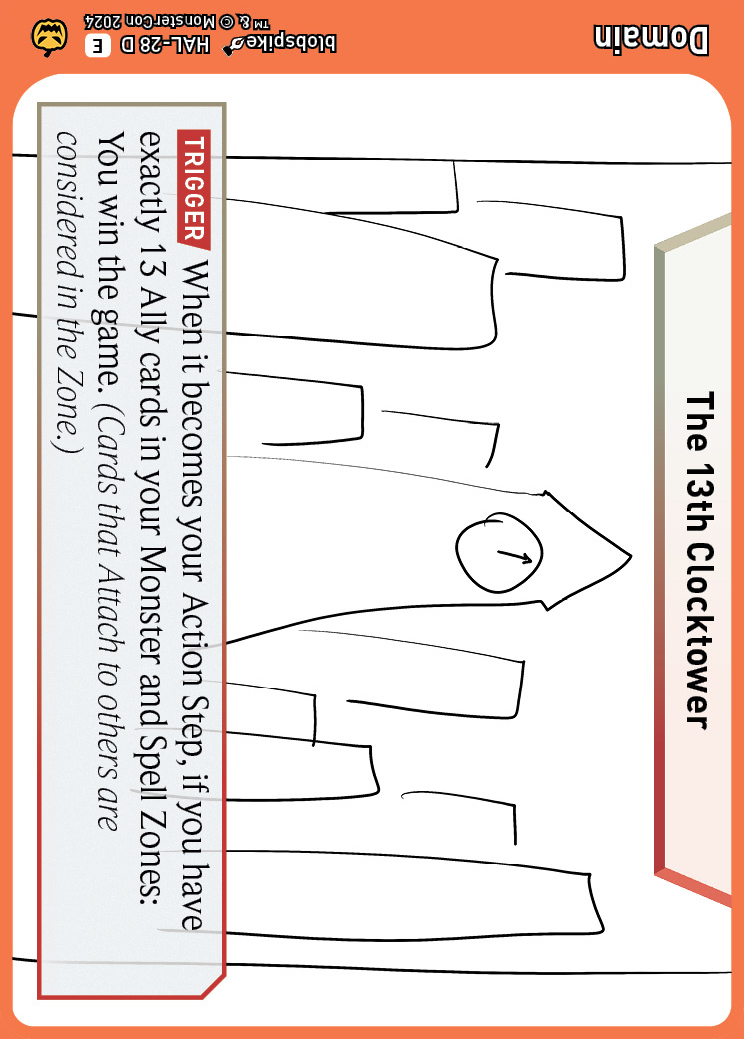 The 13th Clocktower
TRIGGER When it becomes your Action Step, if you have
exactly 13 Ally cards in your Monster and Spell Zones:
You win the game. (Cards that Attach to others are
considered in the Zone.)
Domain
blobspike HAL-28 D E
™ & © MonsterCon 2024